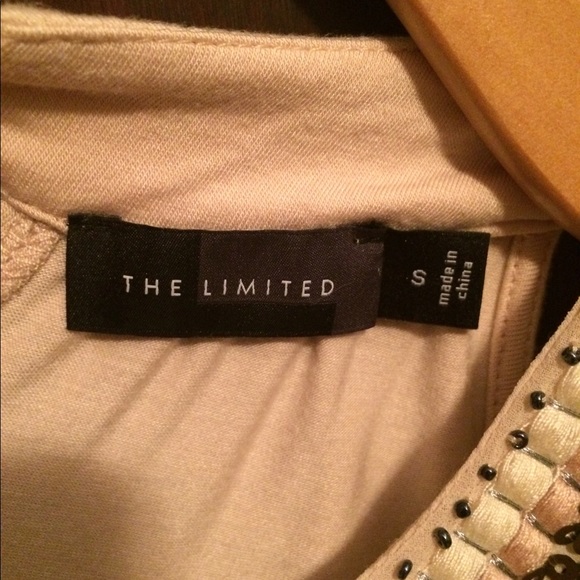 THE LIMITED
S
made in
china